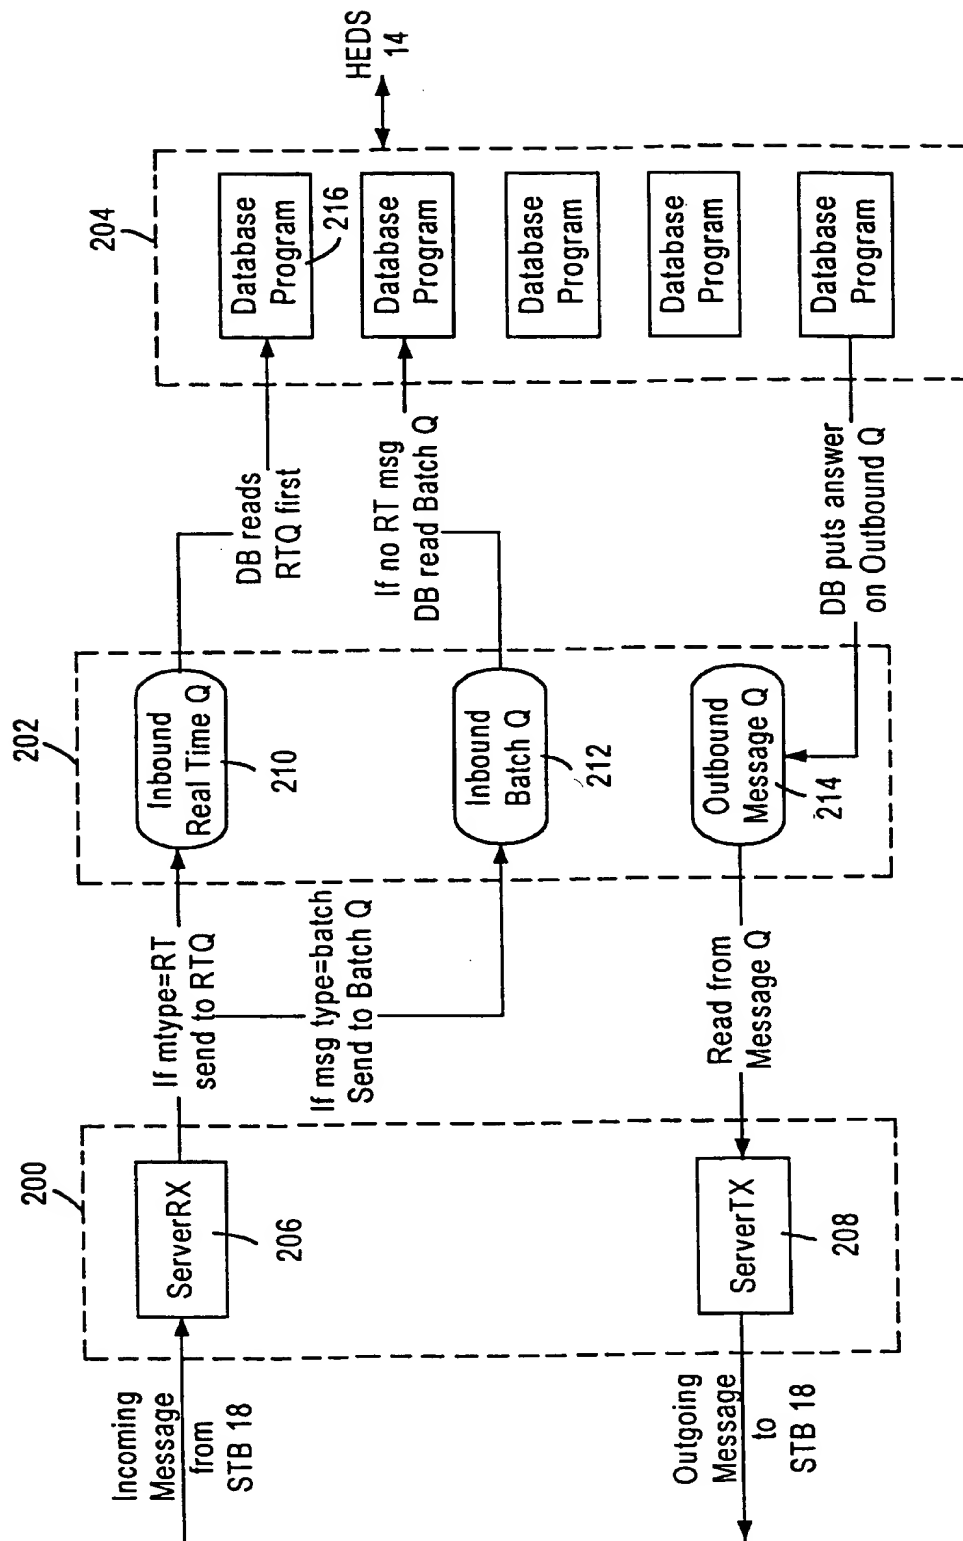 Incoming
Message
from
STB 18
200
ServerRX
206
If mtype=RT
send to RTQ
If msg type=batch
Send to Batch Q
202
Inbound
Real Time Q
210
DB reads
RTQ first
204
Database
Program
216
HEDS
14
Inbound
Batch Q
212
If no RT msg
DB read Batch Q
Database
Program
Database
Program
Database
Program
Outgoing
Message
to
STB 18
ServerTX
208
Read from
Message Q
Outbound
Message Q
214
DB puts answer
on Outbound Q
Database
Program